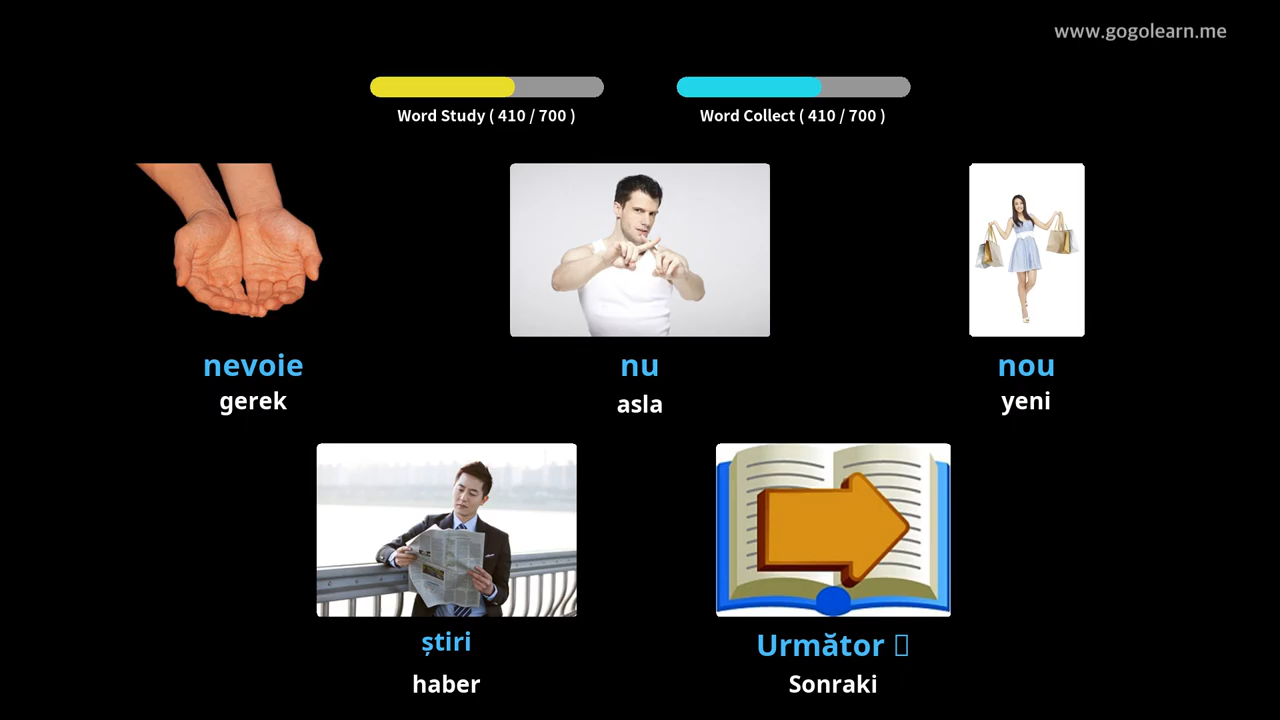 www.gogolearn.me
Word Study ( 410 / 700 )
Word Collect ( 410 / 700 )
nevoie
gerek
nu
asla
nou
yeni
știri
haber
Următor
Sonraki